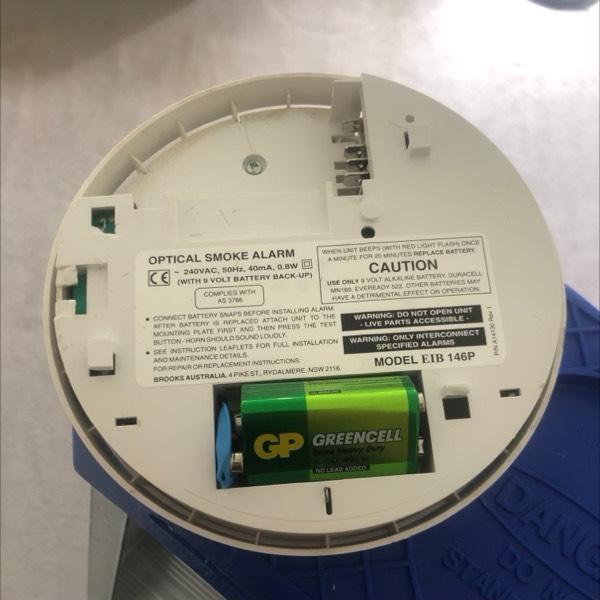 OPTICAL SMOKE ALARM
CE ~ 240VAC, 50Hz, 40mA, 0.8W
(WITH 9 VOLT BATTERY BACK-UP)
COMPLIES WITH
AS 3786
• CONNECT BATTERY SNAPS BEFORE INSTALLING ALARM.
AFTER BATTERY IS REPLACED ATTACH UNIT TO THE
MOUNTING PLATE FIRST AND THEN PRESS THE TEST
BUTTON - HORN SHOULD SOUND LOUDLY.
• SEE INSTRUCTION LEAFLETS FOR FULL INSTALLATION
AND MAINTENANCE DETAILS.
FOR REPAIR OR REPLACEMENT INSTRUCTIONS:
BROOKS AUSTRALIA. 4 PIKE ST., RYDALMERE, NSW 2116.
WHEN UNIT BEEPS (WITH RED LIGHT FLASH) ONCE
A MINUTE FOR 20 MINUTES REPLACE BATTERY.
CAUTION
USE ONLY 9 VOLT ALKALINE BATTERY. DURACELL
MN160. EVEREADY 522. OTHER BATTERIES MAY
HAVE A DETRIMENTAL EFFECT ON OPERATION.
WARNING: DO NOT OPEN UNIT
- LIVE PARTS ACCESSIBLE -
WARNING: ONLY INTERCONNECT
SPECIFIED ALARMS
MODEL EIB 146P
P/N A14130 Rev 1
GP GREENCELL
Extra Heavy Duty
NO LEAD ADDED
DANG
DO NO
STAN